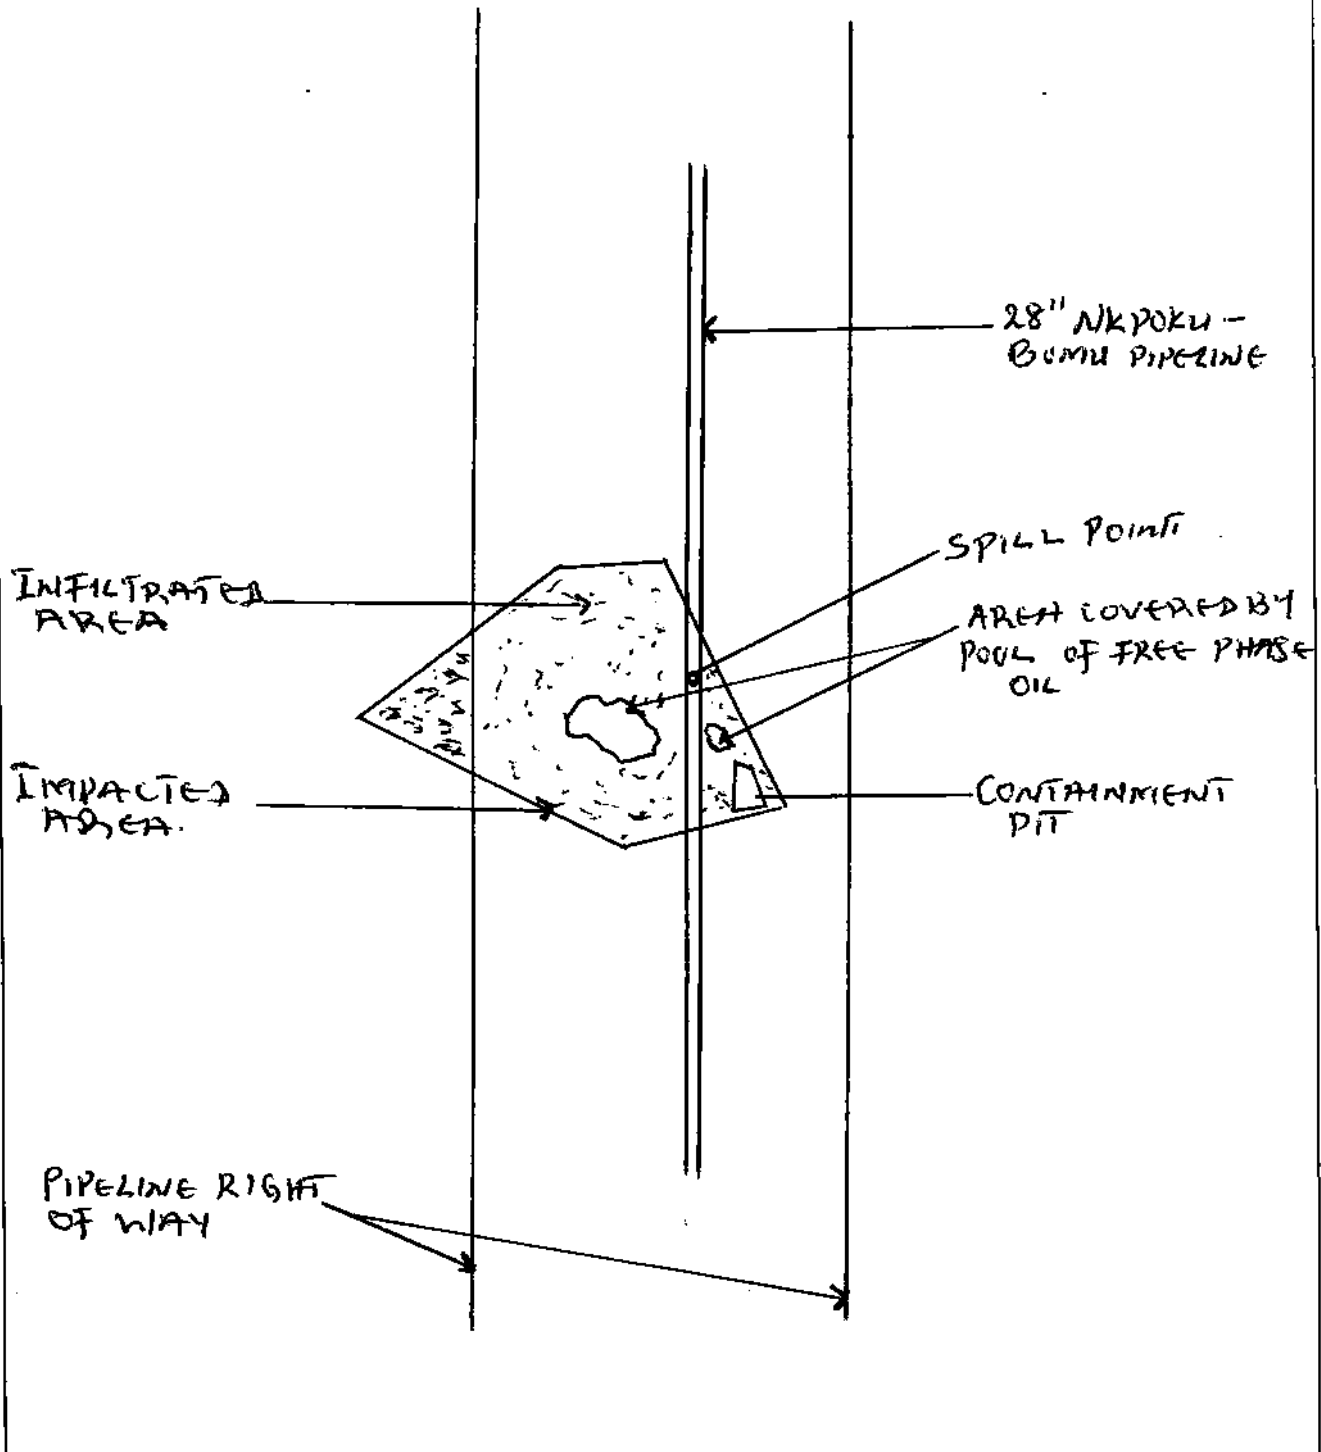 28" NKPOKU -
BOMU PIPELINE
SPILL POINT
INFILTRATED
AREA
AREA COVERED BY
POOL OF FREE PHASE
OIL
IMPACTED
AREA.
CONTAINMENT
PIT
PIPELINE RIGHT
OF WAY